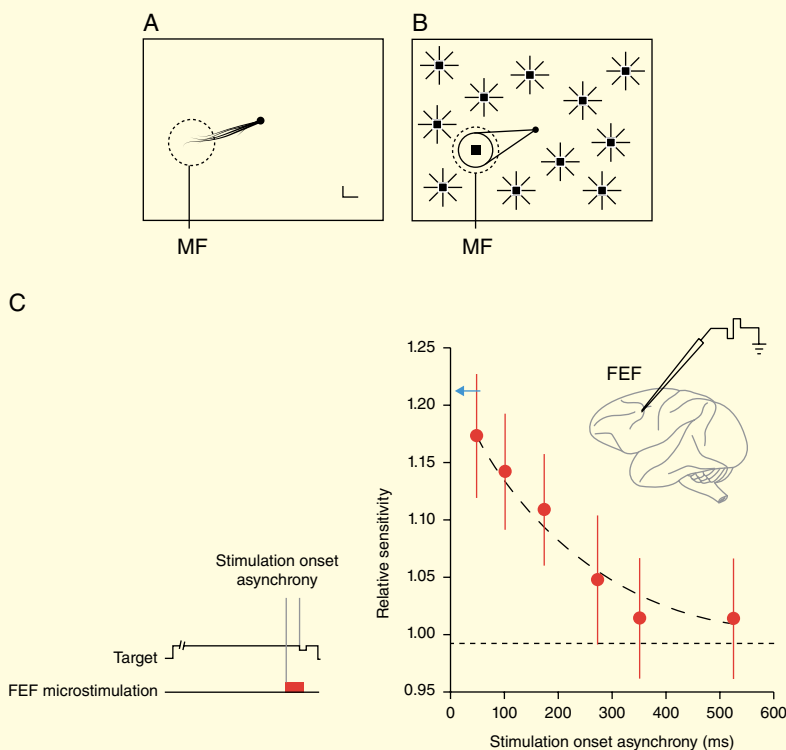 A
B
MF
MF
C
Stimulation onset
asynchrony
Target
FEF microstimulation
FEF
Relative sensitivity
1.25
1.20
1.15
1.10
1.05
1.00
0.95
0 100 200 300 400 500 600
Stimulation onset asynchrony (ms)